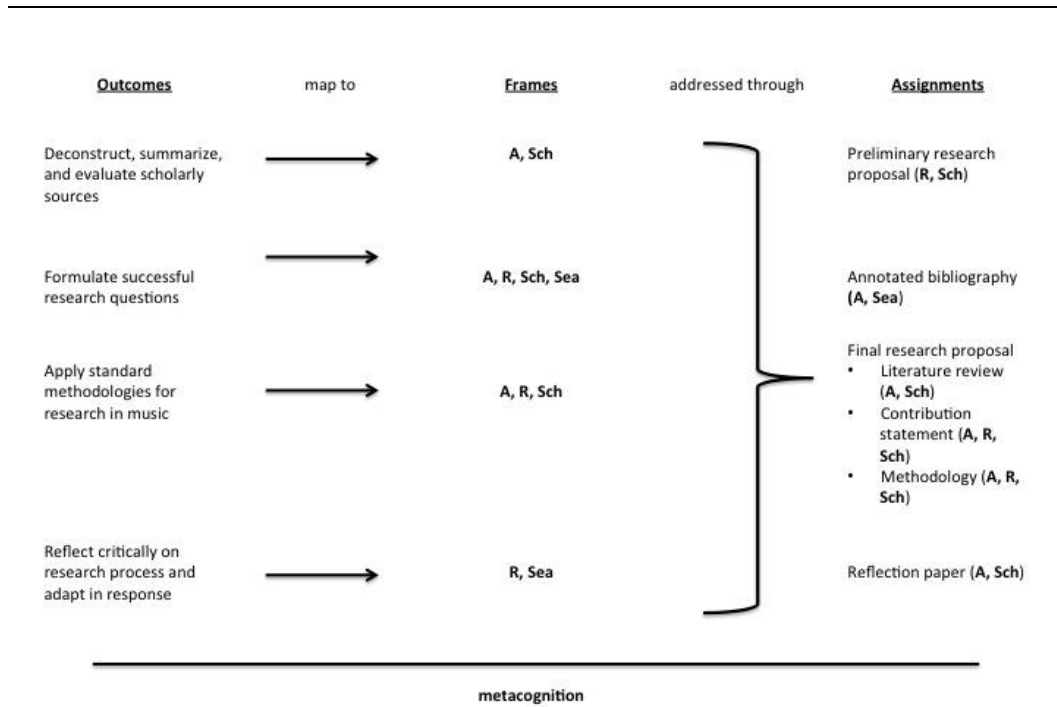 Outcomes map to Frames addressed through Assignments
Deconstruct, summarize,
and evaluate scholarly
sources
A, Sch
Preliminary research
proposal (R, Sch)
Formulate successful
research questions
A, R, Sch, Sea
Annotated bibliography
(A, Sea)
Apply standard
methodologies for
research in music
A, R, Sch
Final research proposal
• Literature review
(A, Sch)
• Contribution
statement (A, R,
Sch)
• Methodology (A, R,
Sch)
Reflect critically on
research process and
adapt in response
R, Sea
Reflection paper (A, Sch)
metacognition